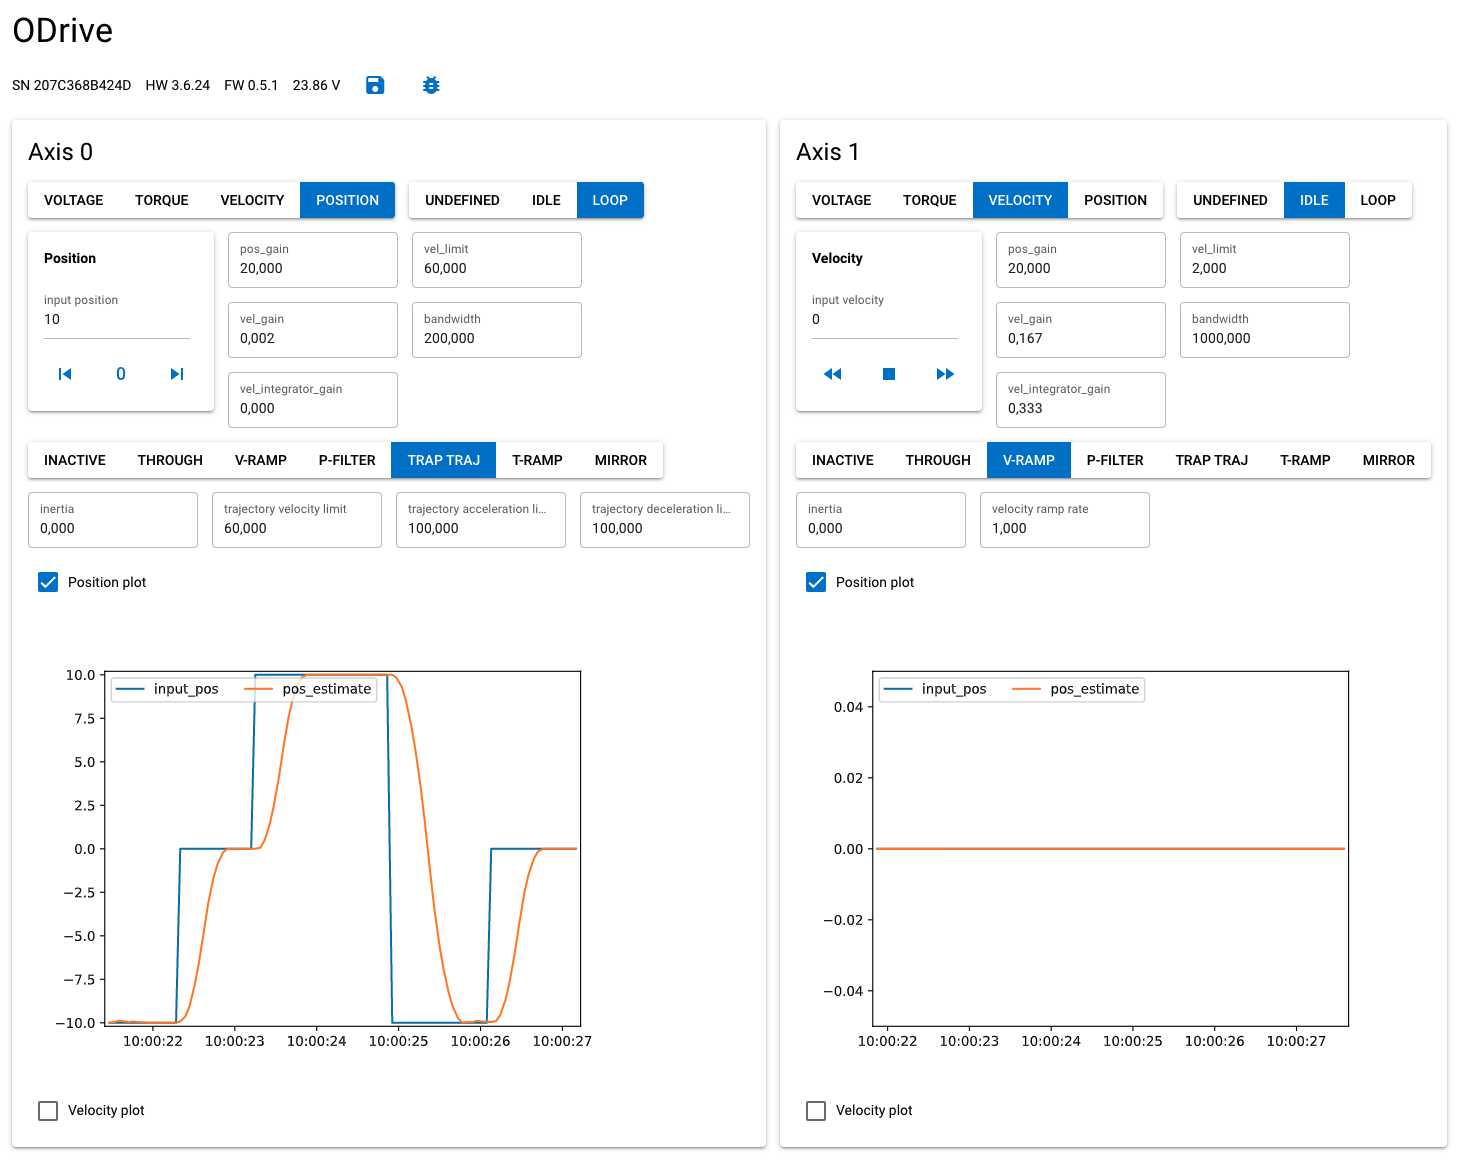 ODrive
SN 207C368B424D HW 3.6.24 FW 0.5.1 23.86 V
Axis 0
VOLTAGE TORQUE VELOCITY POSITION UNDEFINED IDLE LOOP
Position
input position
10
0
pos_gain
20,000
vel_limit
60,000
vel_gain
0,002
bandwidth
200,000
vel_integrator_gain
0,000
INACTIVE THROUGH V-RAMP P-FILTER TRAP TRAJ T-RAMP MIRROR
inertia
0,000
trajectory velocity limit
60,000
trajectory acceleration li...
100,000
trajectory deceleration li...
100,000
Position plot
input_pos pos_estimate
10.0
7.5
5.0
2.5
0.0
−2.5
−5.0
−7.5
−10.0
10:00:22 10:00:23 10:00:24 10:00:25 10:00:26 10:00:27
Velocity plot
Axis 1
VOLTAGE TORQUE VELOCITY POSITION UNDEFINED IDLE LOOP
Velocity
input velocity
0
pos_gain
20,000
vel_limit
2,000
vel_gain
0,167
bandwidth
1000,000
vel_integrator_gain
0,333
INACTIVE THROUGH V-RAMP P-FILTER TRAP TRAJ T-RAMP MIRROR
inertia
0,000
velocity ramp rate
1,000
Position plot
input_pos pos_estimate
0.04
0.02
0.00
−0.02
−0.04
10:00:22 10:00:23 10:00:24 10:00:25 10:00:26 10:00:27
Velocity plot